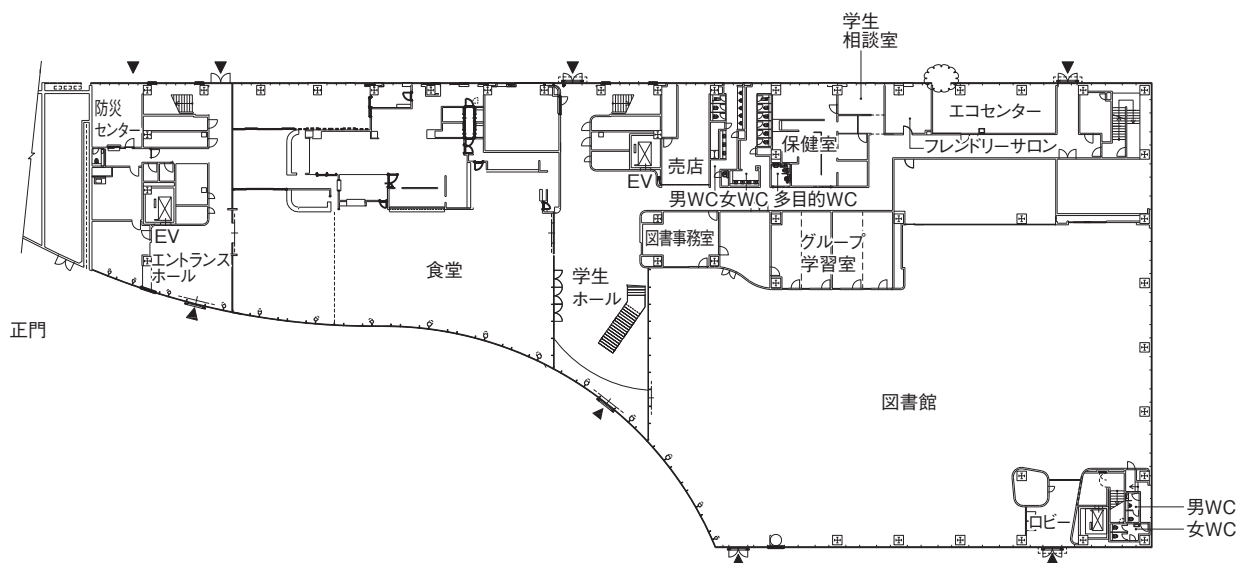 学生
相談室
防災
センター
エコセンター
保健室
フレンドリーサロン
売店
EV
男WC
女WC
多目的WC
EV
エントランス
ホール
図書事務室
グループ
学習室
食堂
学生
ホール
正門
図書館
ロビー
男WC
女WC